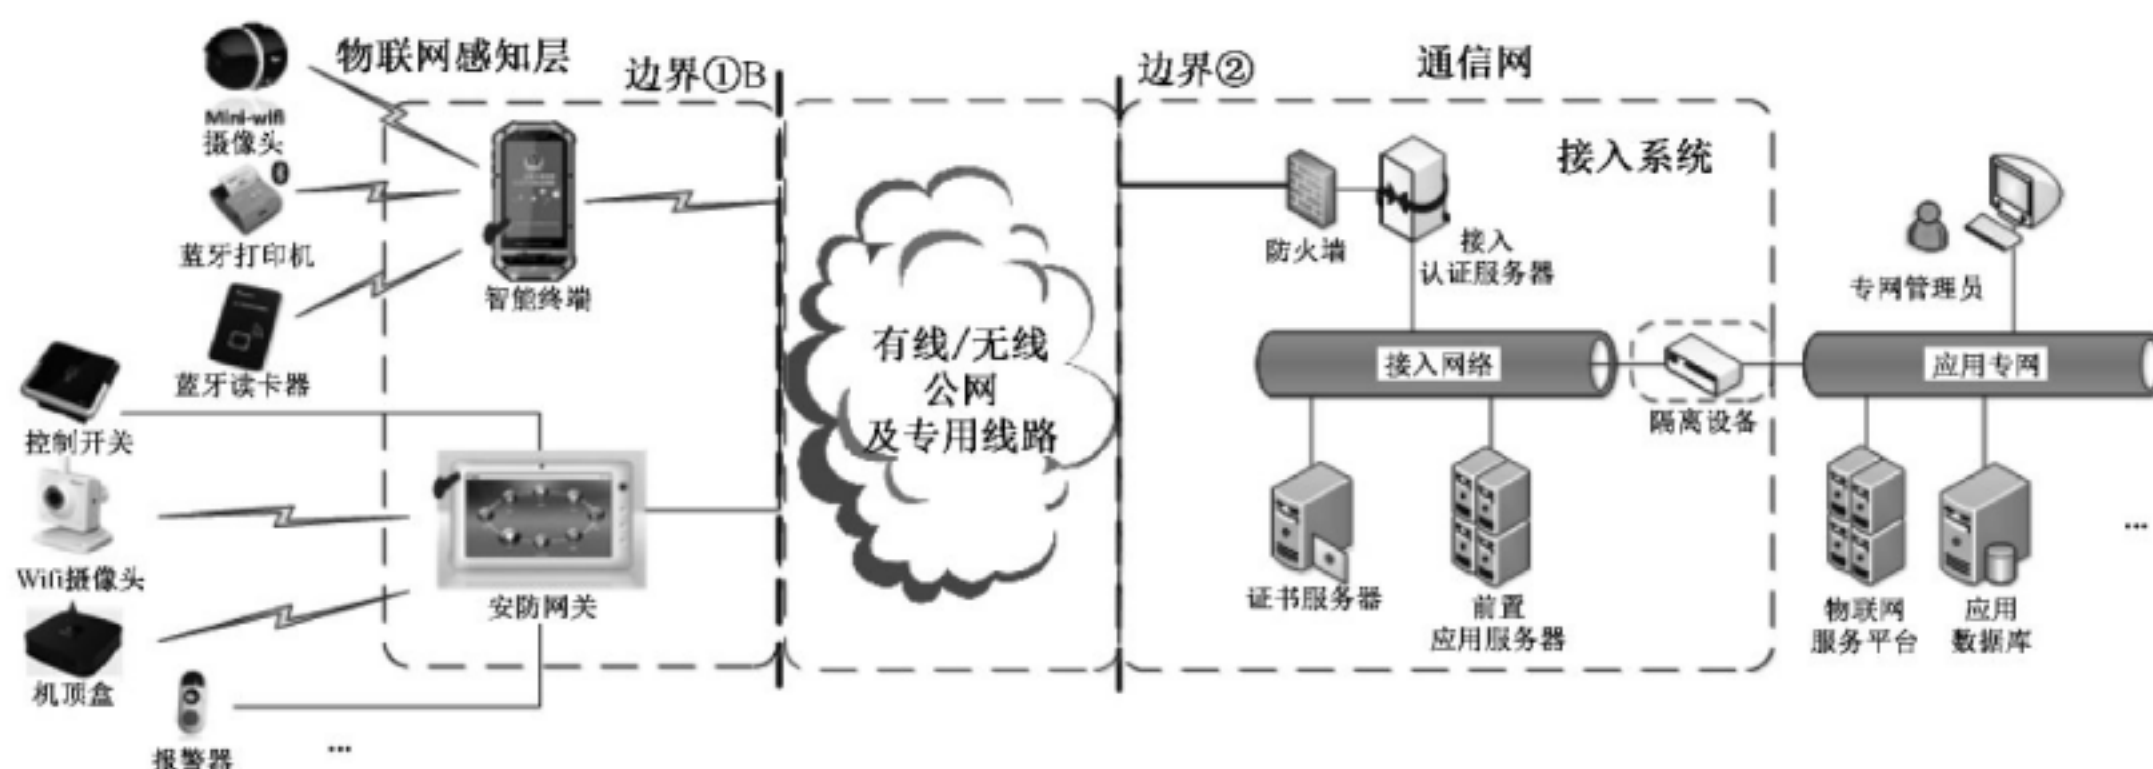 物联网感知层
边界①B
边界②
通信网
Mini-wifi
摄像头
蓝牙打印机
蓝牙读卡器
智能终端
控制开关
Wifi摄像头
机顶盒
报警器
...
安防网关
有线/无线
公网
及专用线路
接入系统
防火墙
接入
认证服务器
接入网络
隔离设备
证书服务器
前置
应用服务器
专网管理员
应用专网
物联网
服务平台
应用
数据库
...